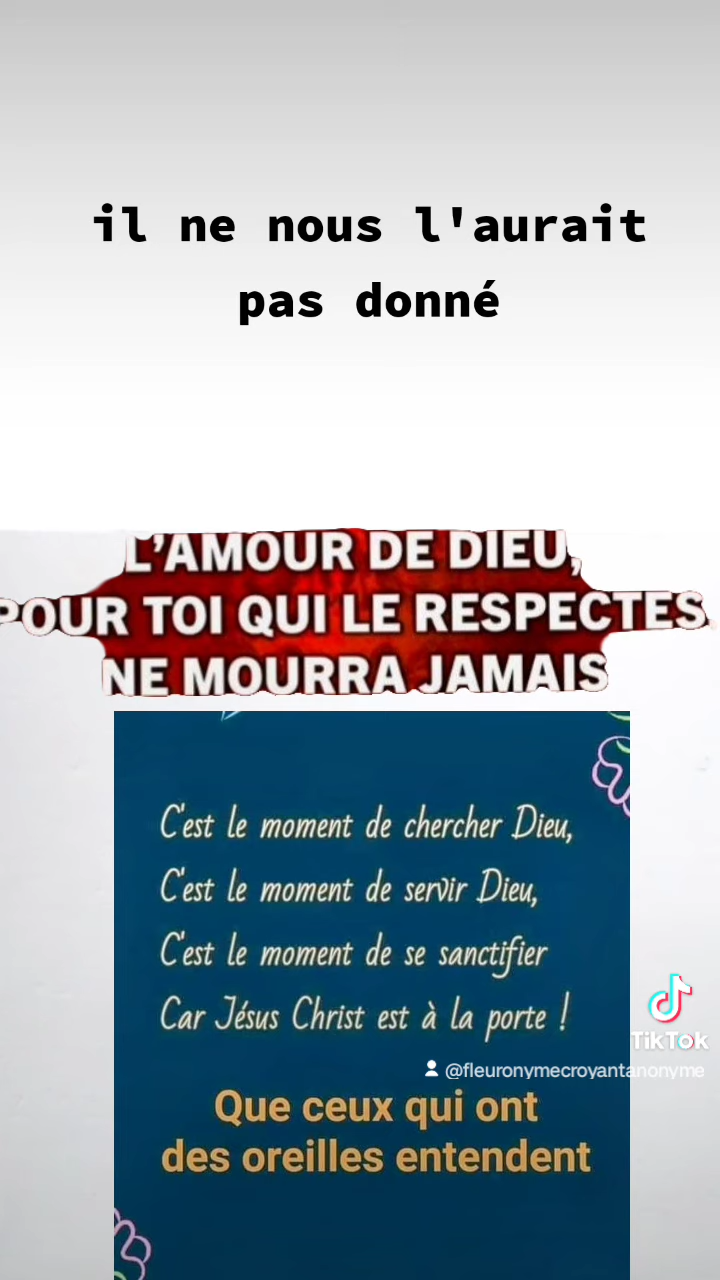 il ne nous l'aurait
pas donné
L'AMOUR DE DIEU,
POUR TOI QUI LE RESPECTES,
NE MOURRA JAMAIS
C'est le moment de chercher Dieu,
C'est le moment de servir Dieu,
C'est le moment de se sanctifier
Car Jésus Christ est à la porte !
TikTok
@fleuronymecroyantanonyme
Que ceux qui ont
des oreilles entendent